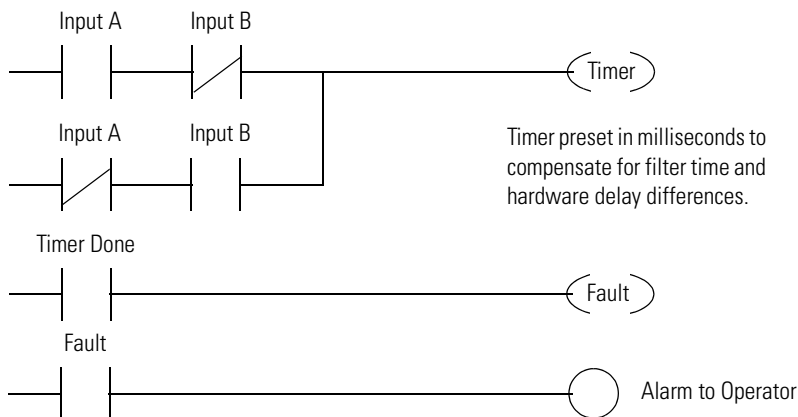 Input A
Input B
Timer
Input A
Input B
Timer preset in milliseconds to
compensate for filter time and
hardware delay differences.
Timer Done
Fault
Fault
Alarm to Operator